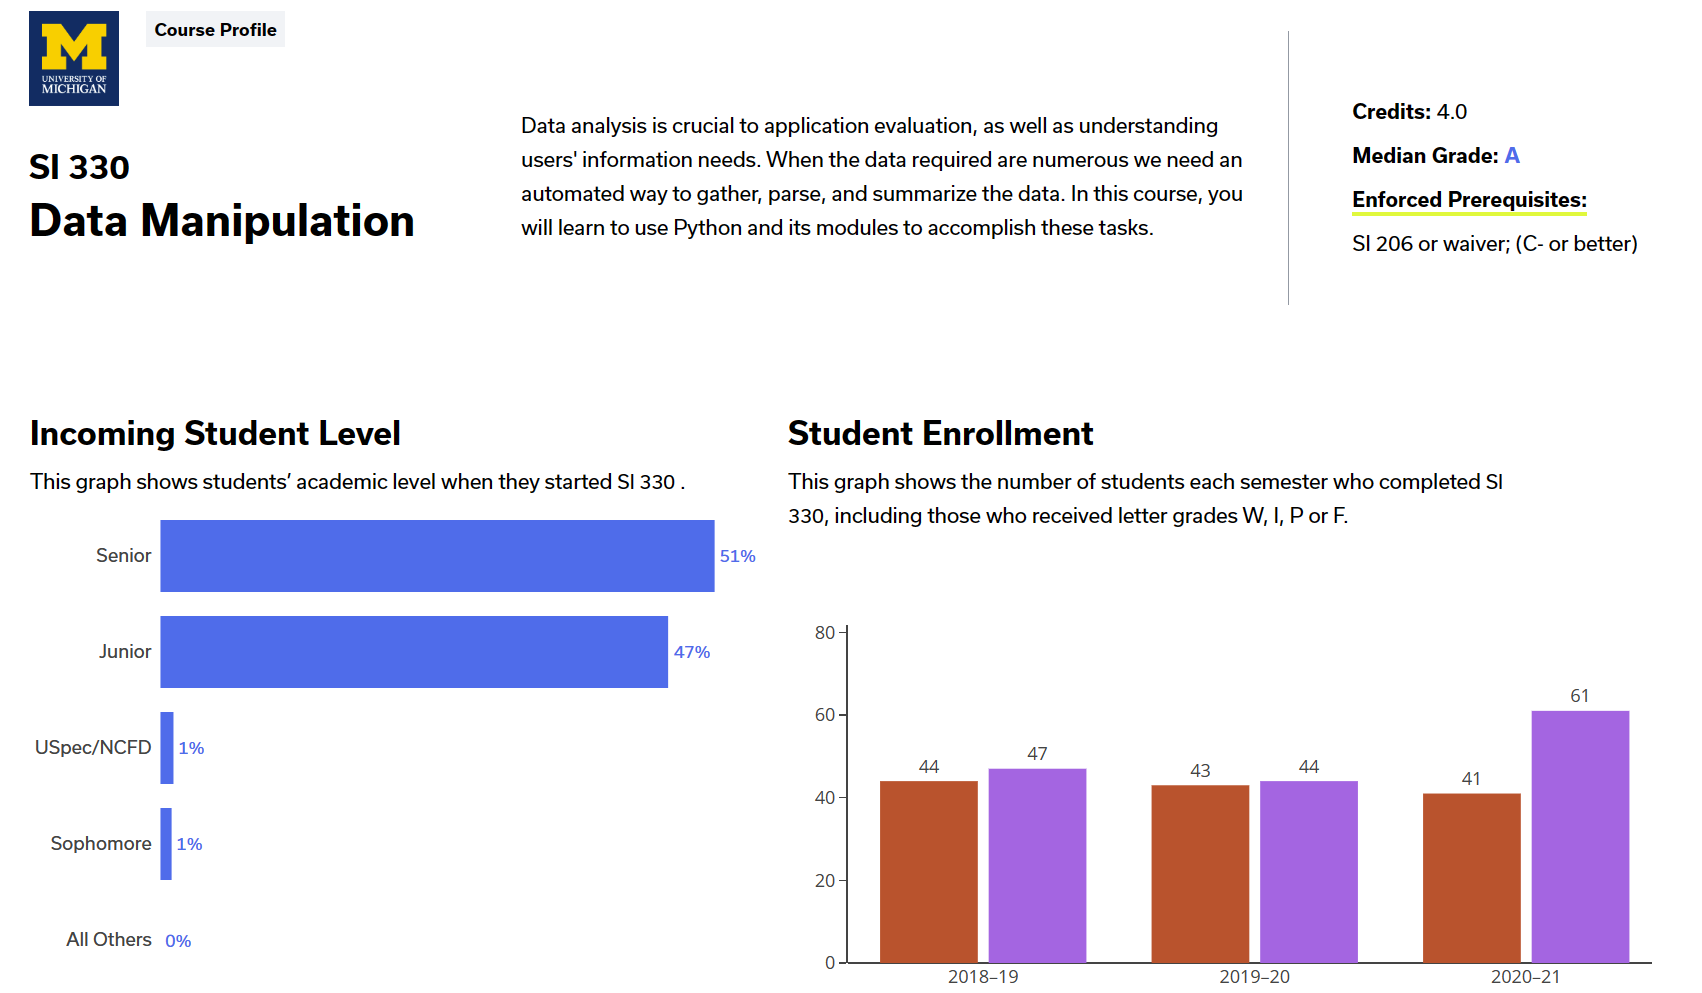 M
UNIVERSITY OF
MICHIGAN
Course Profile
SI 330
Data Manipulation
Data analysis is crucial to application evaluation, as well as understanding
users' information needs. When the data required are numerous we need an
automated way to gather, parse, and summarize the data. In this course, you
will learn to use Python and its modules to accomplish these tasks.
Credits: 4.0
Median Grade: A
Enforced Prerequisites:
SI 206 or waiver; (C- or better)
Incoming Student Level
This graph shows students’ academic level when they started SI 330 .
Senior 51%
Junior 47%
USpec/NCFD 1%
Sophomore 1%
All Others 0%
Student Enrollment
This graph shows the number of students each semester who completed SI
330, including those who received letter grades W, I, P or F.
80
60
40
20
0
44 47 43 44 41 61
2018–19 2019–20 2020–21